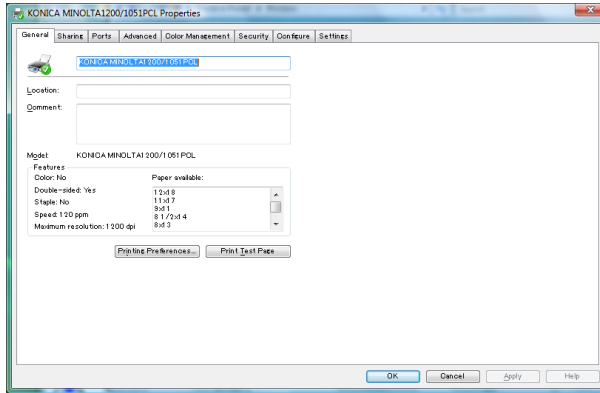 KONICA MINOLTA1200/1051PCL Properties
General Sharing Ports Advanced Color Management Security Configure Settings
KONICA MINOLTA1200/1051PCL
Location:
Comment:
Model: KONICA MINOLTA1200/1051PCL
Features
Color: No Paper available:
Double-sided: Yes
Staple: No
Speed: 120 ppm
Maximum resolution: 1200 dpi
12x18
11x17
9x11
8 1/2x14
8x13
Printing Preferences... Print Test Page
OK Cancel Apply Help